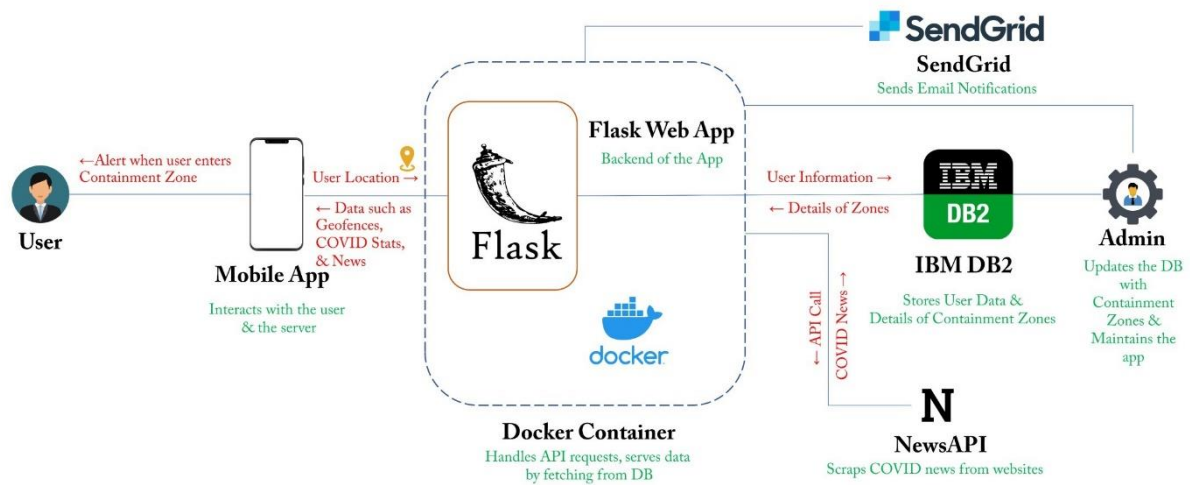 SendGrid
SendGrid
Sends Email Notifications
←Alert when user enters
Containment Zone
User
Mobile App
Interacts with the user
& the server
User Location →
← Data such as
Geofences,
COVID Stats,
& News
Flask
Flask Web App
Backend of the App
docker
Docker Container
Handles API requests, serves data
by fetching from DB
User Information →
← Details of Zones
IBM
DB2
IBM DB2
Stores User Data &
Details of Containment Zones
Admin
Updates the DB
with
Containment
Zones &
Maintains the
app
← API Call
COVID News →
N
NewsAPI
Scraps COVID news from websites